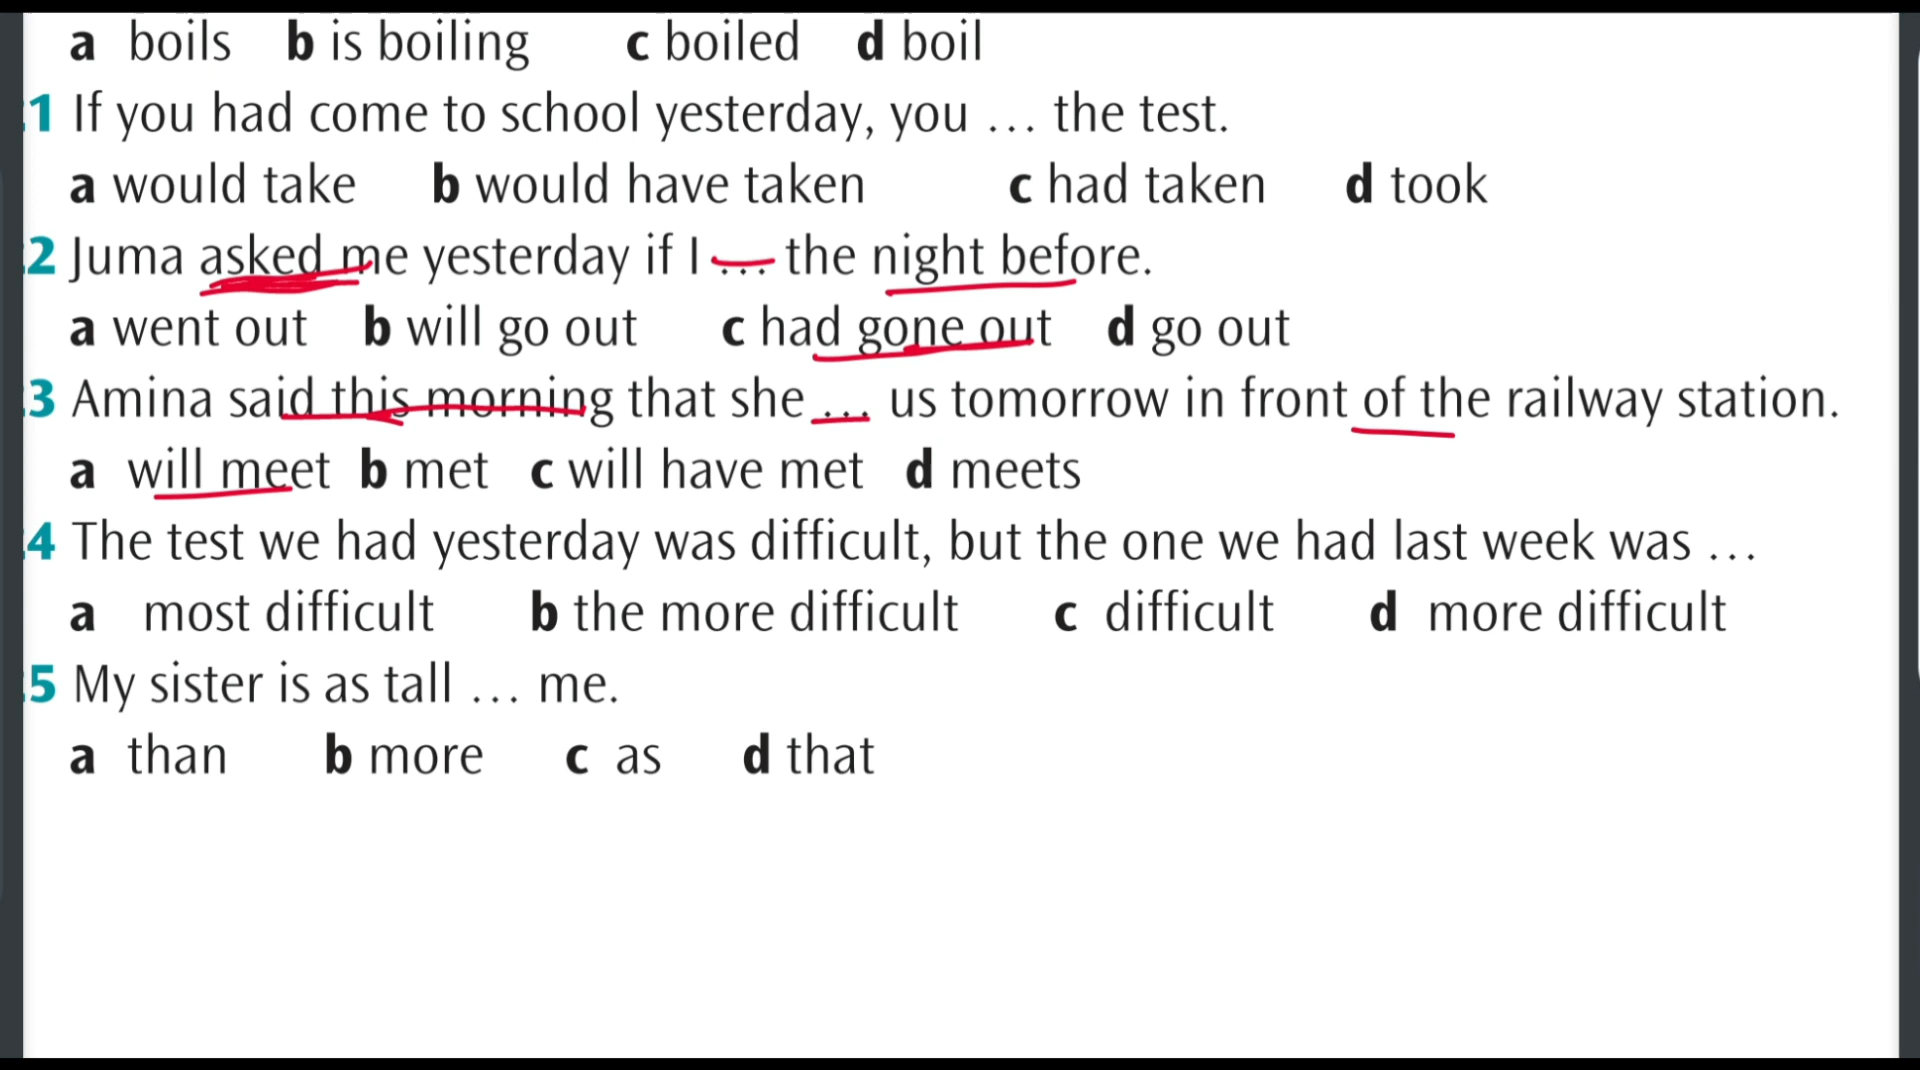 a boils b is boiling c boiled d boil
1 If you had come to school yesterday, you … the test.
a would take b would have taken c had taken d took
2 Juma asked me yesterday if I … the night before.
a went out b will go out c had gone out d go out
3 Amina said this morning that she … us tomorrow in front of the railway station.
a will meet b met c will have met d meets
4 The test we had yesterday was difficult, but the one we had last week was …
a most difficult b the more difficult c difficult d more difficult
5 My sister is as tall … me.
a than b more c as d that